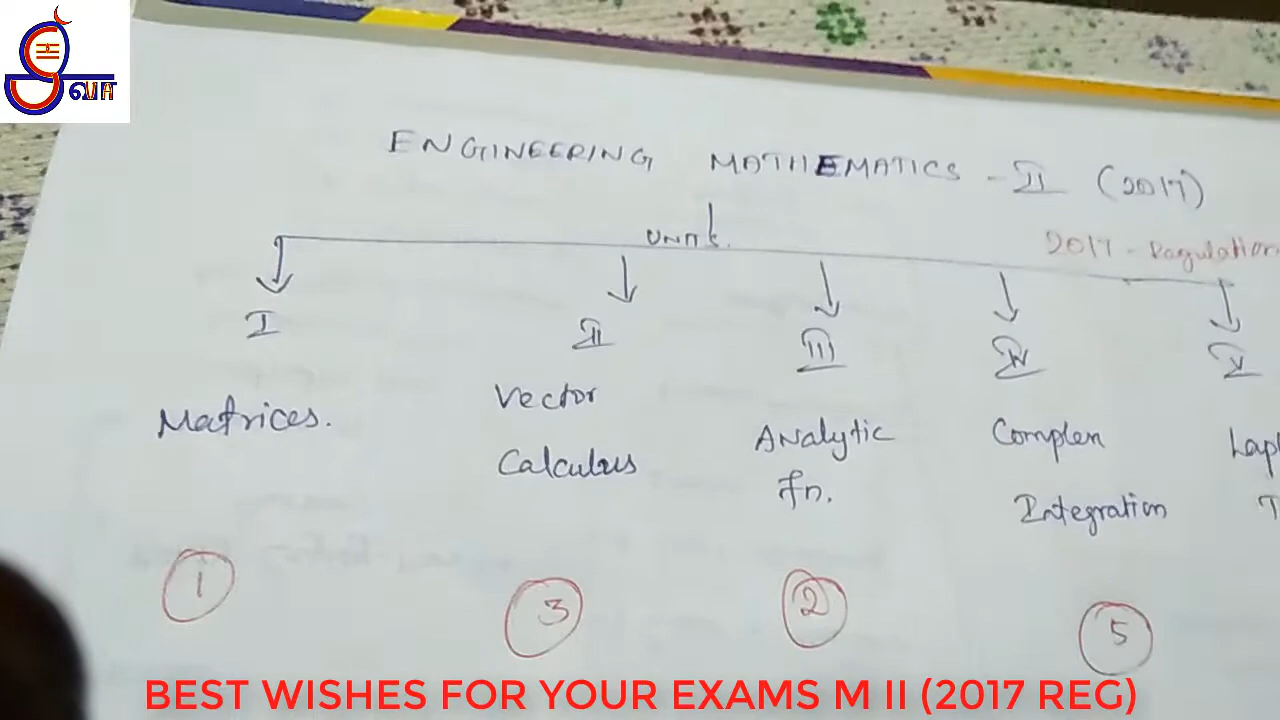 வா
ENGINEERING MATHEMATICS - II (2017)
UNITS.
2017 - Regulation
I II III IV V
Matrices.
Vector
Calculus
Analytic
fn.
Complex
Integration
Lapl
T
1 3 2 5
BEST WISHES FOR YOUR EXAMS M II (2017 REG)